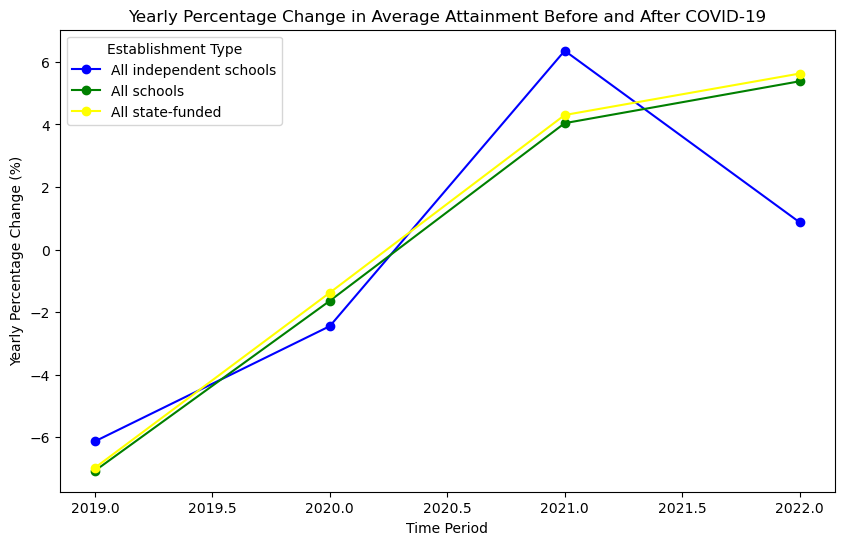 Yearly Percentage Change in Average Attainment Before and After COVID-19
Establishment Type
All independent schools
All schools
All state-funded
Yearly Percentage Change (%)
6
4
2
0
−2
−4
−6
2019.0 2019.5 2020.0 2020.5 2021.0 2021.5 2022.0
Time Period